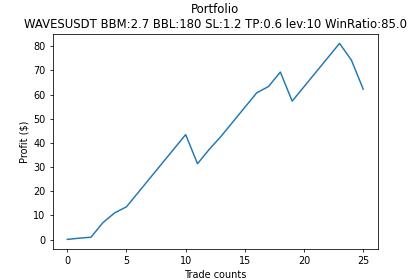 Portfolio
WAVESUSDT BBM:2.7 BBL:180 SL:1.2 TP:0.6 lev:10 WinRatio:85.0
Profit ($)
80
70
60
50
40
30
20
10
0
0 5 10 15 20 25
Trade counts